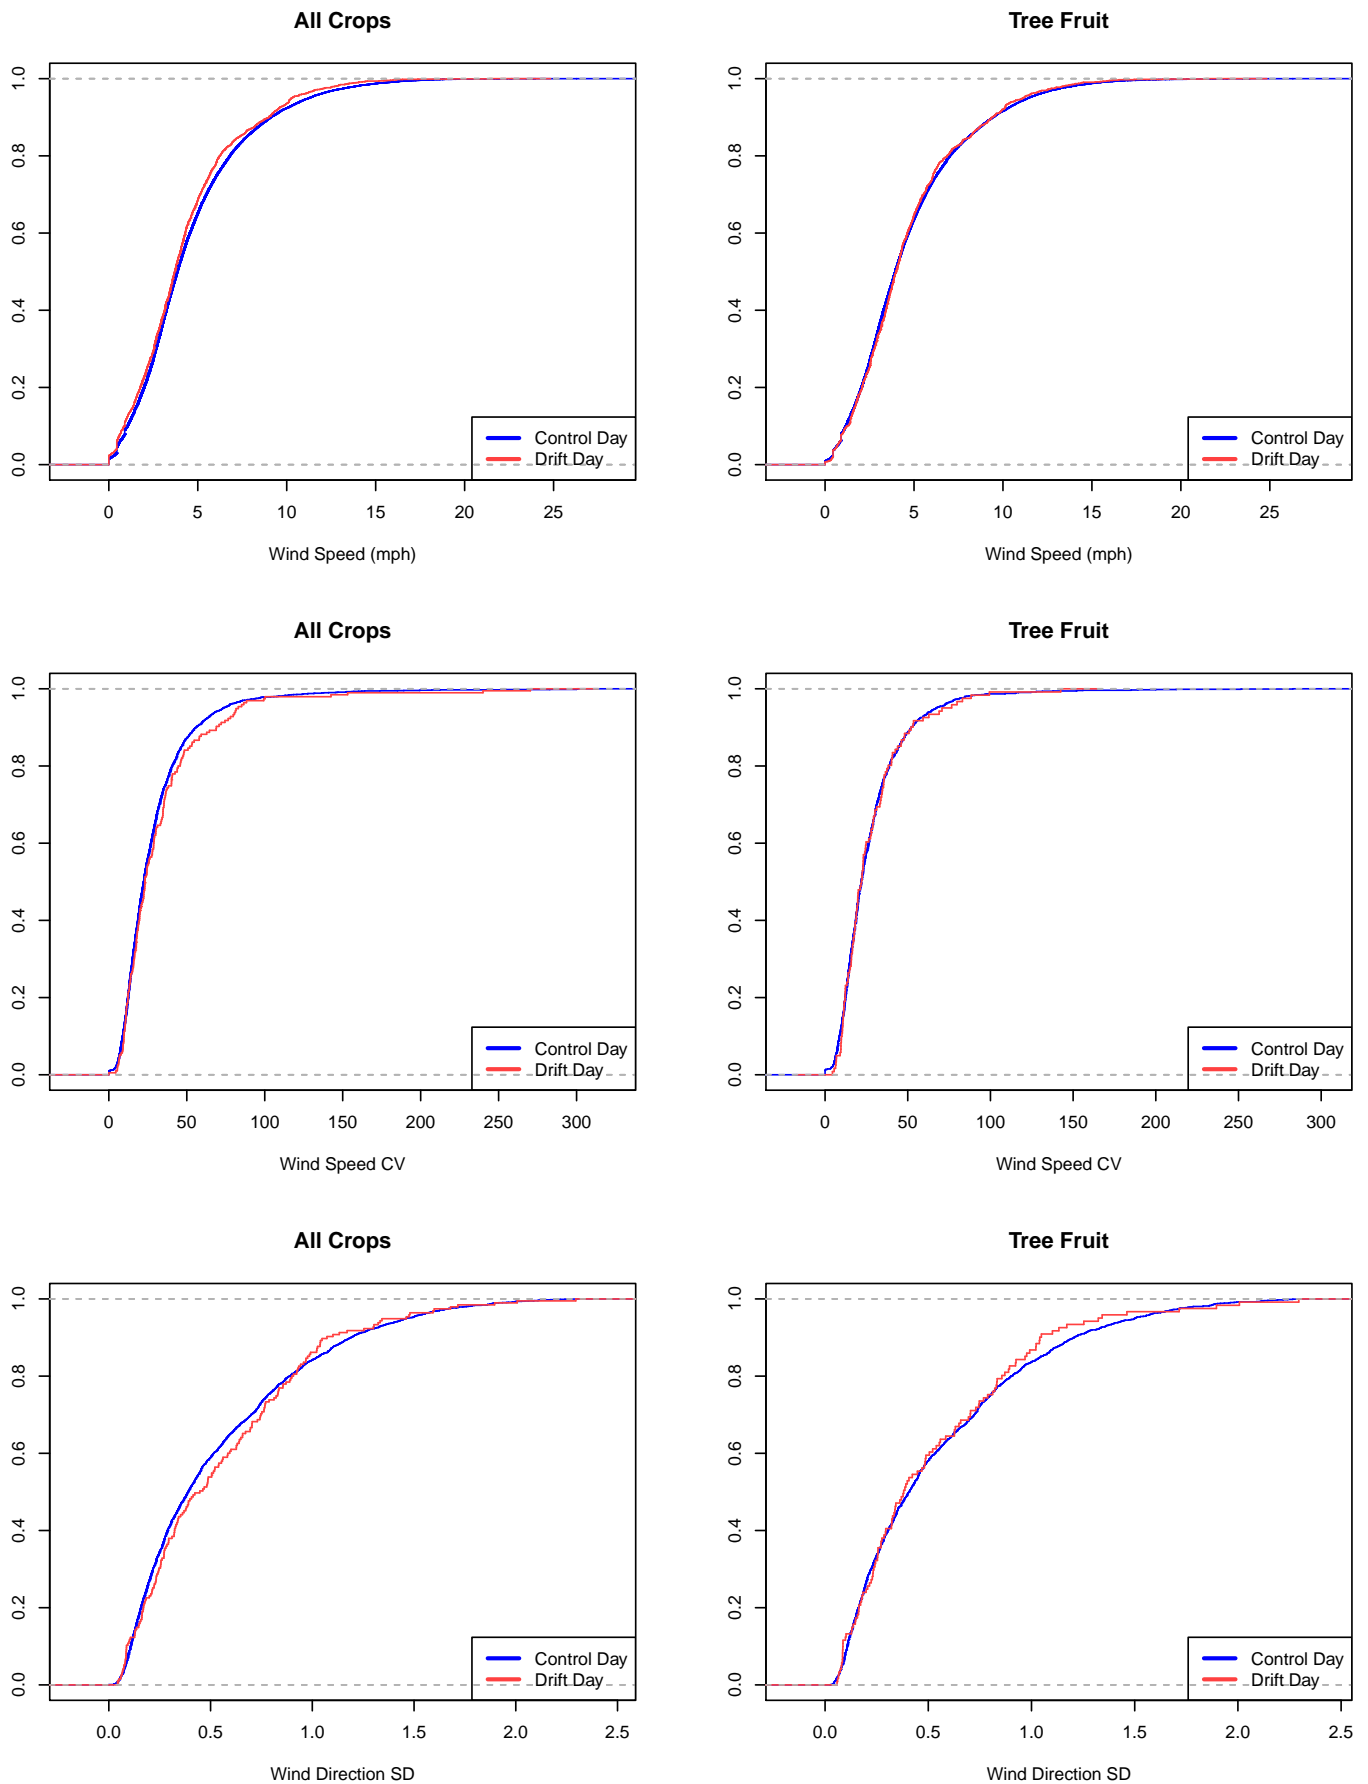 All Crops
1.0
0.8
0.6
0.4
0.2
0.0
Control Day
Drift Day
0 5 10 15 20 25
Wind Speed (mph)
Tree Fruit
1.0
0.8
0.6
0.4
0.2
0.0
Control Day
Drift Day
0 5 10 15 20 25
Wind Speed (mph)
All Crops
1.0
0.8
0.6
0.4
0.2
0.0
Control Day
Drift Day
0 50 100 150 200 250 300
Wind Speed CV
Tree Fruit
1.0
0.8
0.6
0.4
0.2
0.0
Control Day
Drift Day
0 50 100 150 200 250 300
Wind Speed CV
All Crops
1.0
0.8
0.6
0.4
0.2
0.0
Control Day
Drift Day
0.0 0.5 1.0 1.5 2.0 2.5
Wind Direction SD
Tree Fruit
1.0
0.8
0.6
0.4
0.2
0.0
Control Day
Drift Day
0.0 0.5 1.0 1.5 2.0 2.5
Wind Direction SD